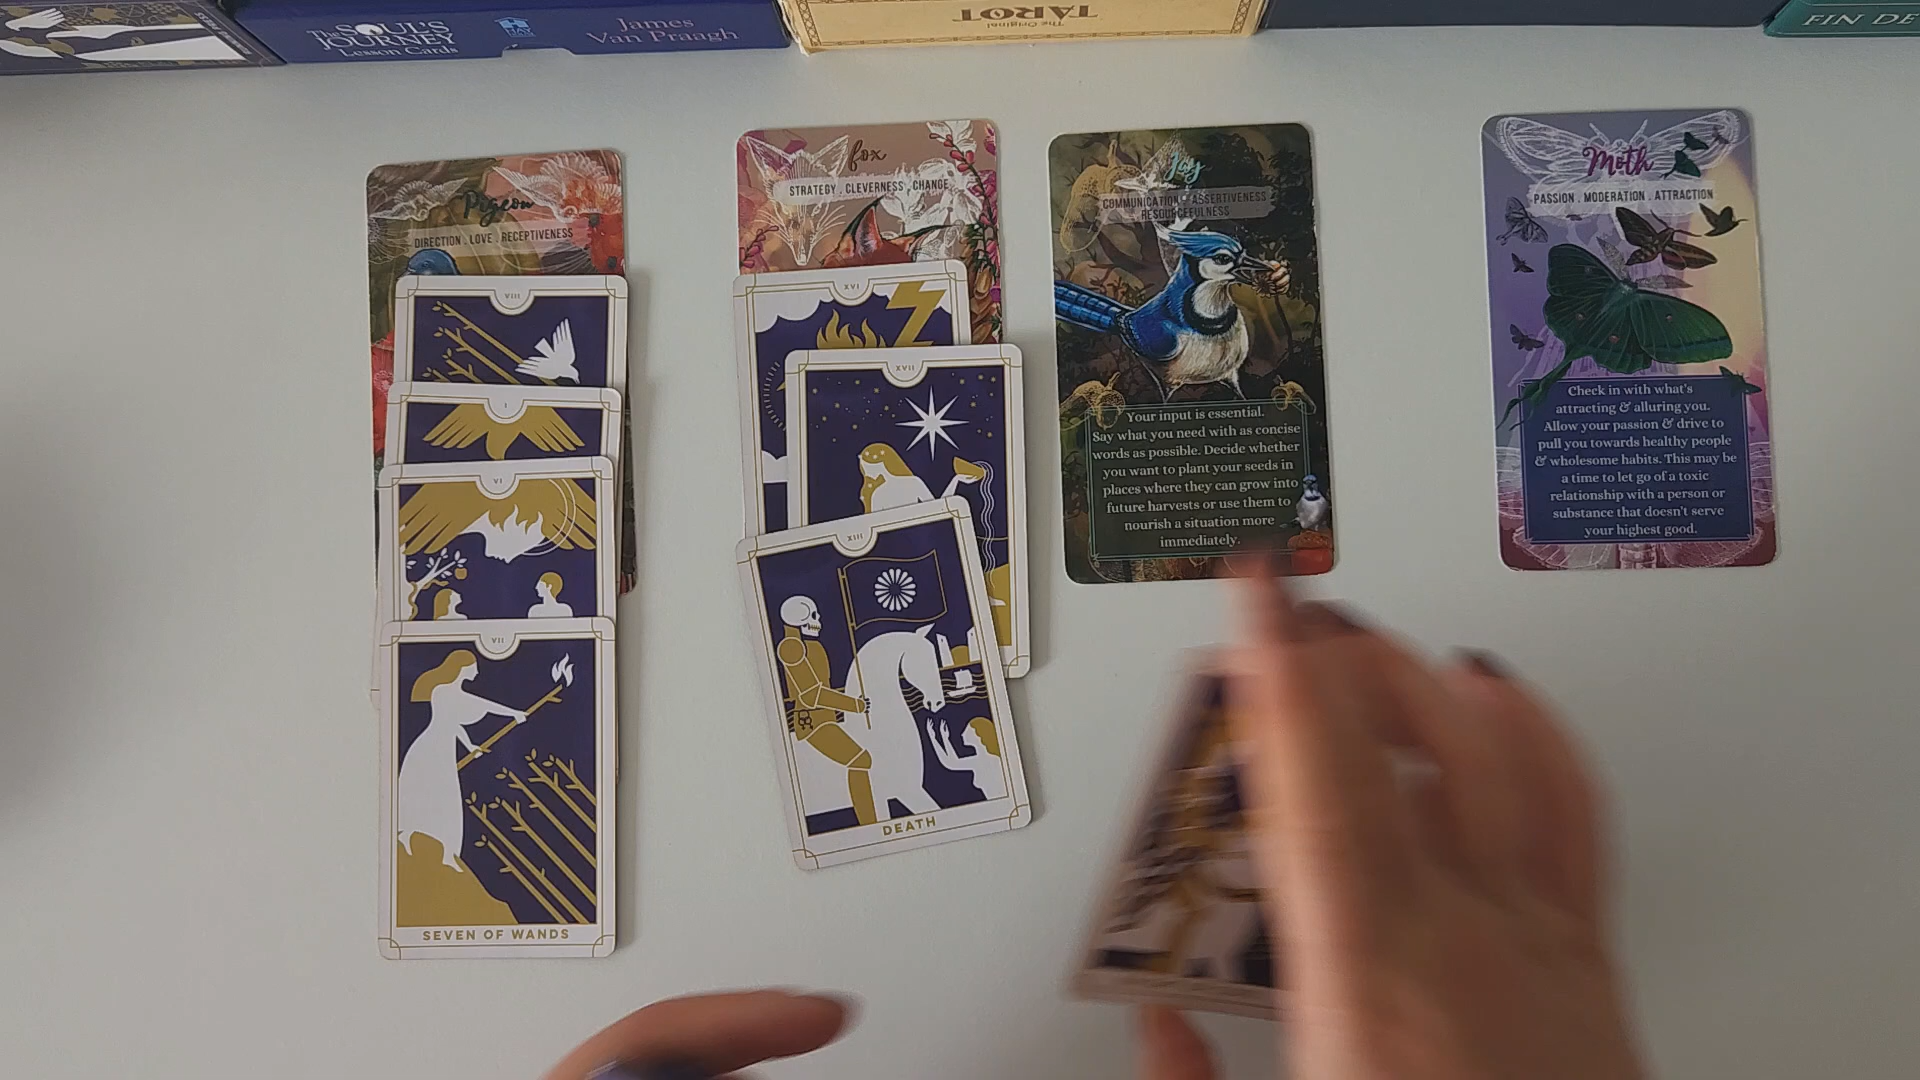 The SOUL'S
JOURNEY
Lesson Cards
HAY
James
Van Praagh
The Original
TAROT
FIN DE
Pigeon
DIRECTION . LOVE . RECEPTIVENESS
VIII
I
VI
VII
SEVEN OF WANDS
fox
STRATEGY . CLEVERNESS . CHANGE
XVI
XVII
XIII
DEATH
Jay
COMMUNICATION . ASSERTIVENESS
RESOURCEFULNESS
Your input is essential.
Say what you need with as concise
words as possible. Decide whether
you want to plant your seeds in
places where they can grow into
future harvests or use them to
nourish a situation more
immediately.
Moth
PASSION . MODERATION . ATTRACTION
Check in with what's
attracting & alluring you.
Allow your passion & drive to
pull you towards healthy people
& wholesome habits. This may be
a time to let go of a toxic
relationship with a person or
substance that doesn't serve
your highest good.